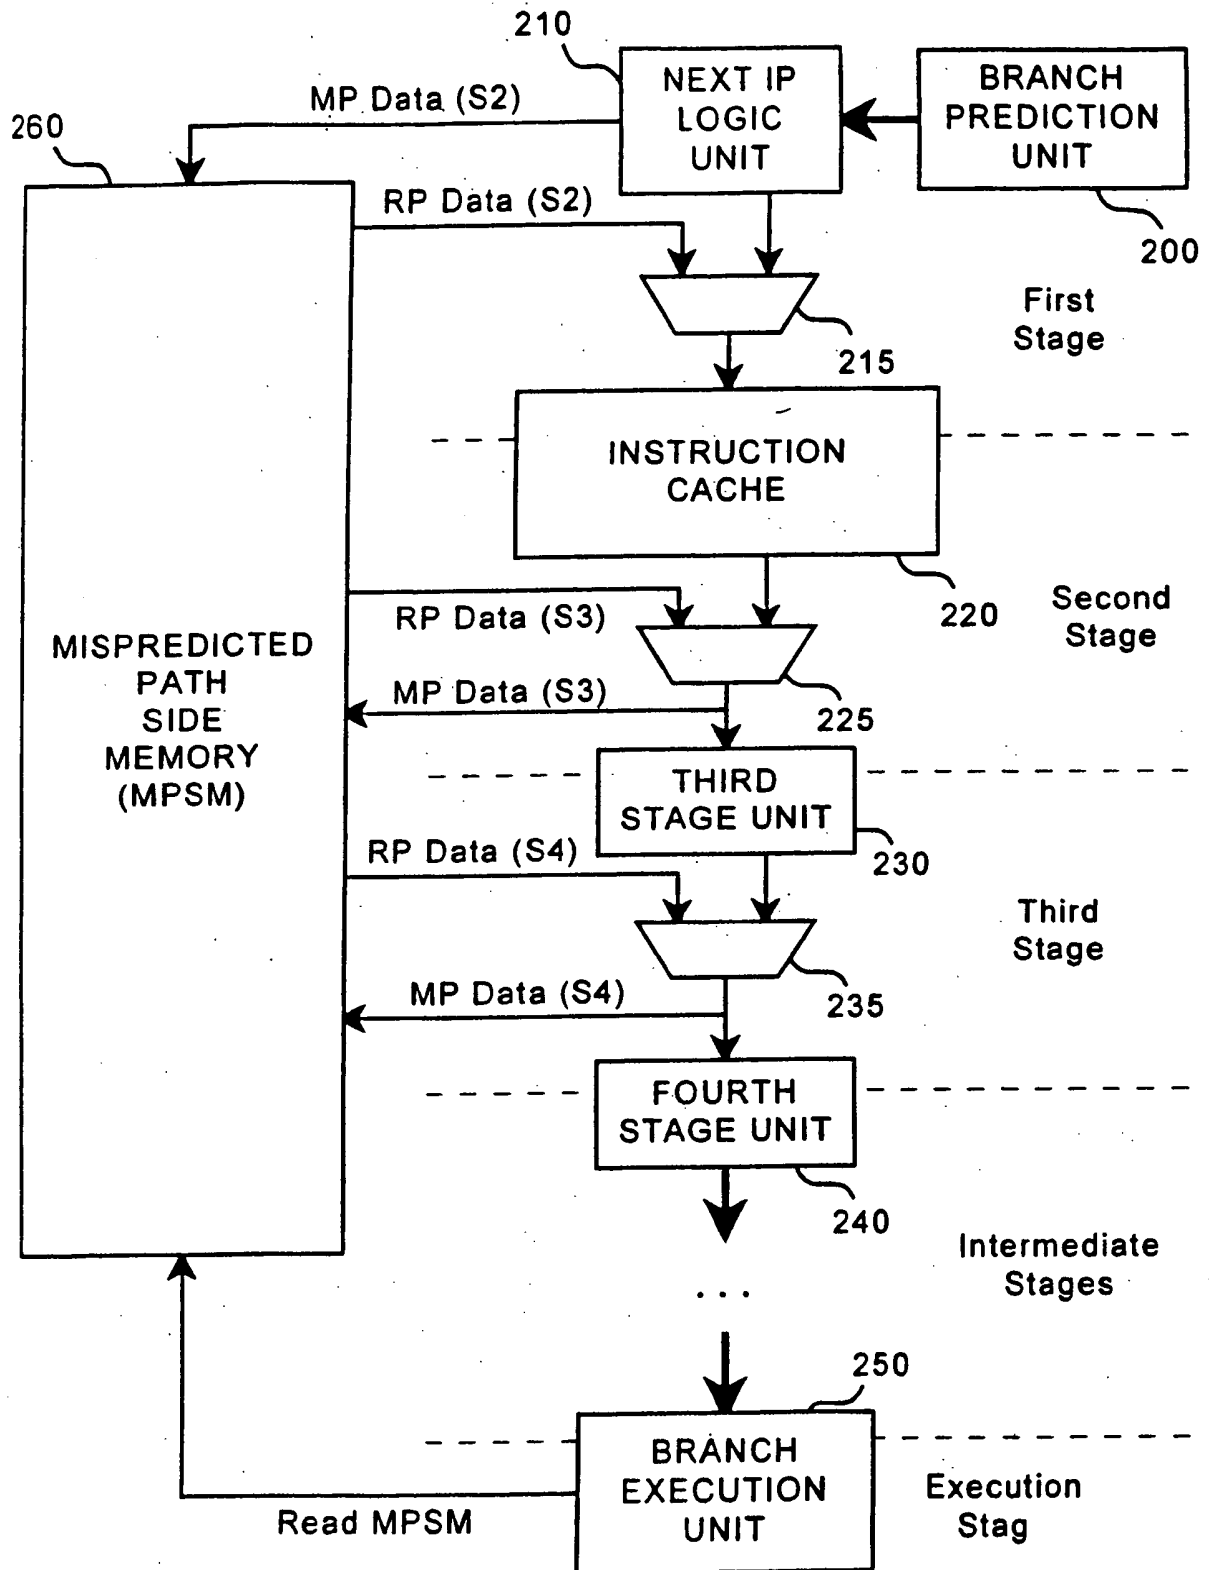 210
NEXT IP
LOGIC
UNIT
BRANCH
PREDICTION
UNIT
MP Data (S2)
260
RP Data (S2)
200
First
Stage
215
INSTRUCTION
CACHE
220
Second
Stage
RP Data (S3)
MISPREDICTED
PATH
SIDE
MEMORY
(MPSM)
MP Data (S3)
225
THIRD
STAGE UNIT
230
RP Data (S4)
Third
Stage
MP Data (S4)
235
FOURTH
STAGE UNIT
240
Intermediate
Stages
...
250
BRANCH
EXECUTION
UNIT
Execution
Stag
Read MPSM